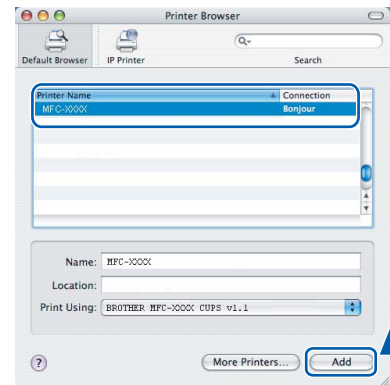 Printer Browser
Default Browser
IP Printer
Q-
Search
Printer Name
Connection
MFC-XXXX
Bonjour
Name: MFC-XXXX
Location:
Print Using: BROTHER MFC-XXXX CUPS v1.1
?
More Printers...
Add